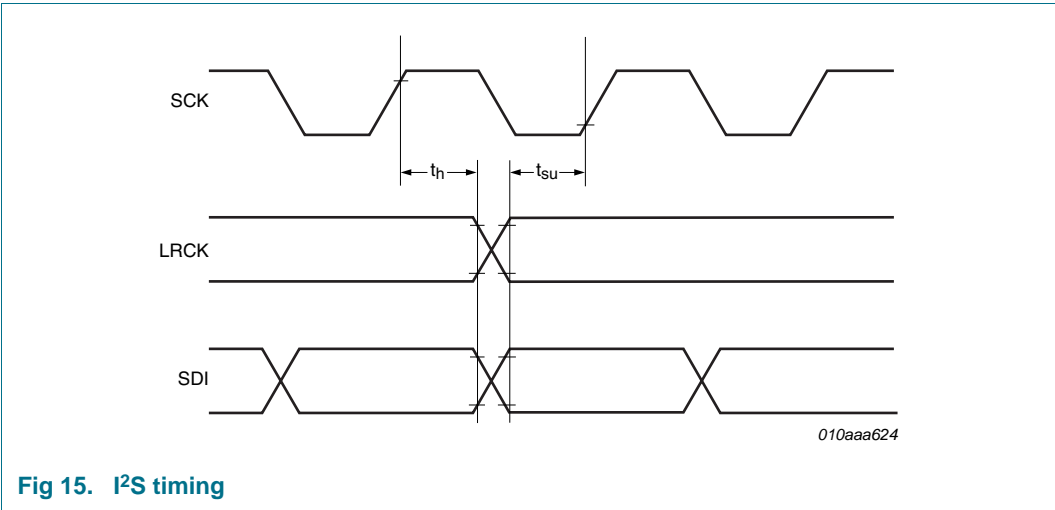 SCK
th
tsu
LRCK
SDI
010aaa624
Fig 15. I²S timing